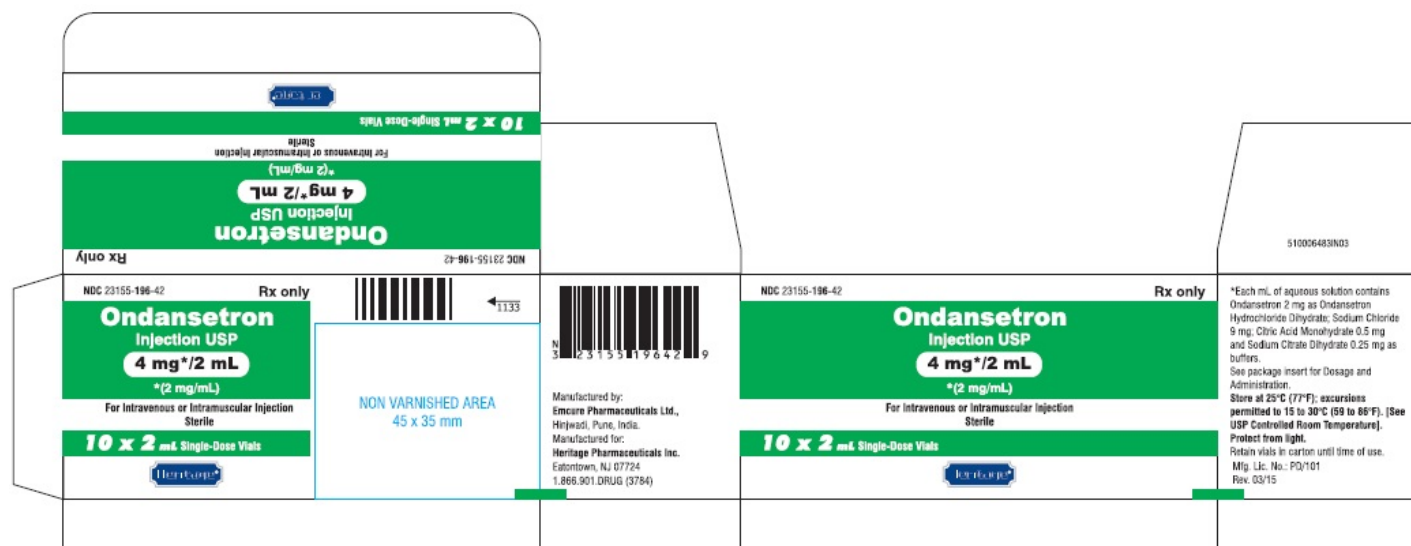 Heritage
10 x 2 mL Single-Dose Vials
Sterile
For Intravenous or Intramuscular Injection
*(2 mg/mL)
4 mg*/2 mL
Injection USP
Ondansetron
Rx only
NDC 23155-196-42
NDC 23155-196-42 Rx only
Ondansetron
Injection USP
4 mg*/2 mL
*(2 mg/mL)
For Intravenous or Intramuscular Injection
Sterile
10 x 2 mL Single-Dose Vials
Heritage
1133
NON VARNISHED AREA
45 x 35 mm
N
3 23155 19642 9
Manufactured by:
Emcure Pharmaceuticals Ltd.,
Hinjwadi, Pune, India.
Manufactured for:
Heritage Pharmaceuticals Inc.
Eatontown, NJ 07724
1.866.901.DRUG (3784)
NDC 23155-196-42 Rx only
Ondansetron
Injection USP
4 mg*/2 mL
*(2 mg/mL)
For Intravenous or Intramuscular Injection
Sterile
10 x 2 mL Single-Dose Vials
Heritage
510006483IN03
*Each mL of aqueous solution contains
Ondansetron 2 mg as Ondansetron
Hydrochloride Dihydrate; Sodium Chloride
9 mg; Citric Acid Monohydrate 0.5 mg
and Sodium Citrate Dihydrate 0.25 mg as
buffers.
See package insert for Dosage and
Administration.
Store at 25°C (77°F); excursions
permitted to 15 to 30°C (59 to 86°F). [See
USP Controlled Room Temperature].
Protect from light.
Retain vials in carton until time of use.
Mfg. Lic. No.: PD/101
Rev. 03/15